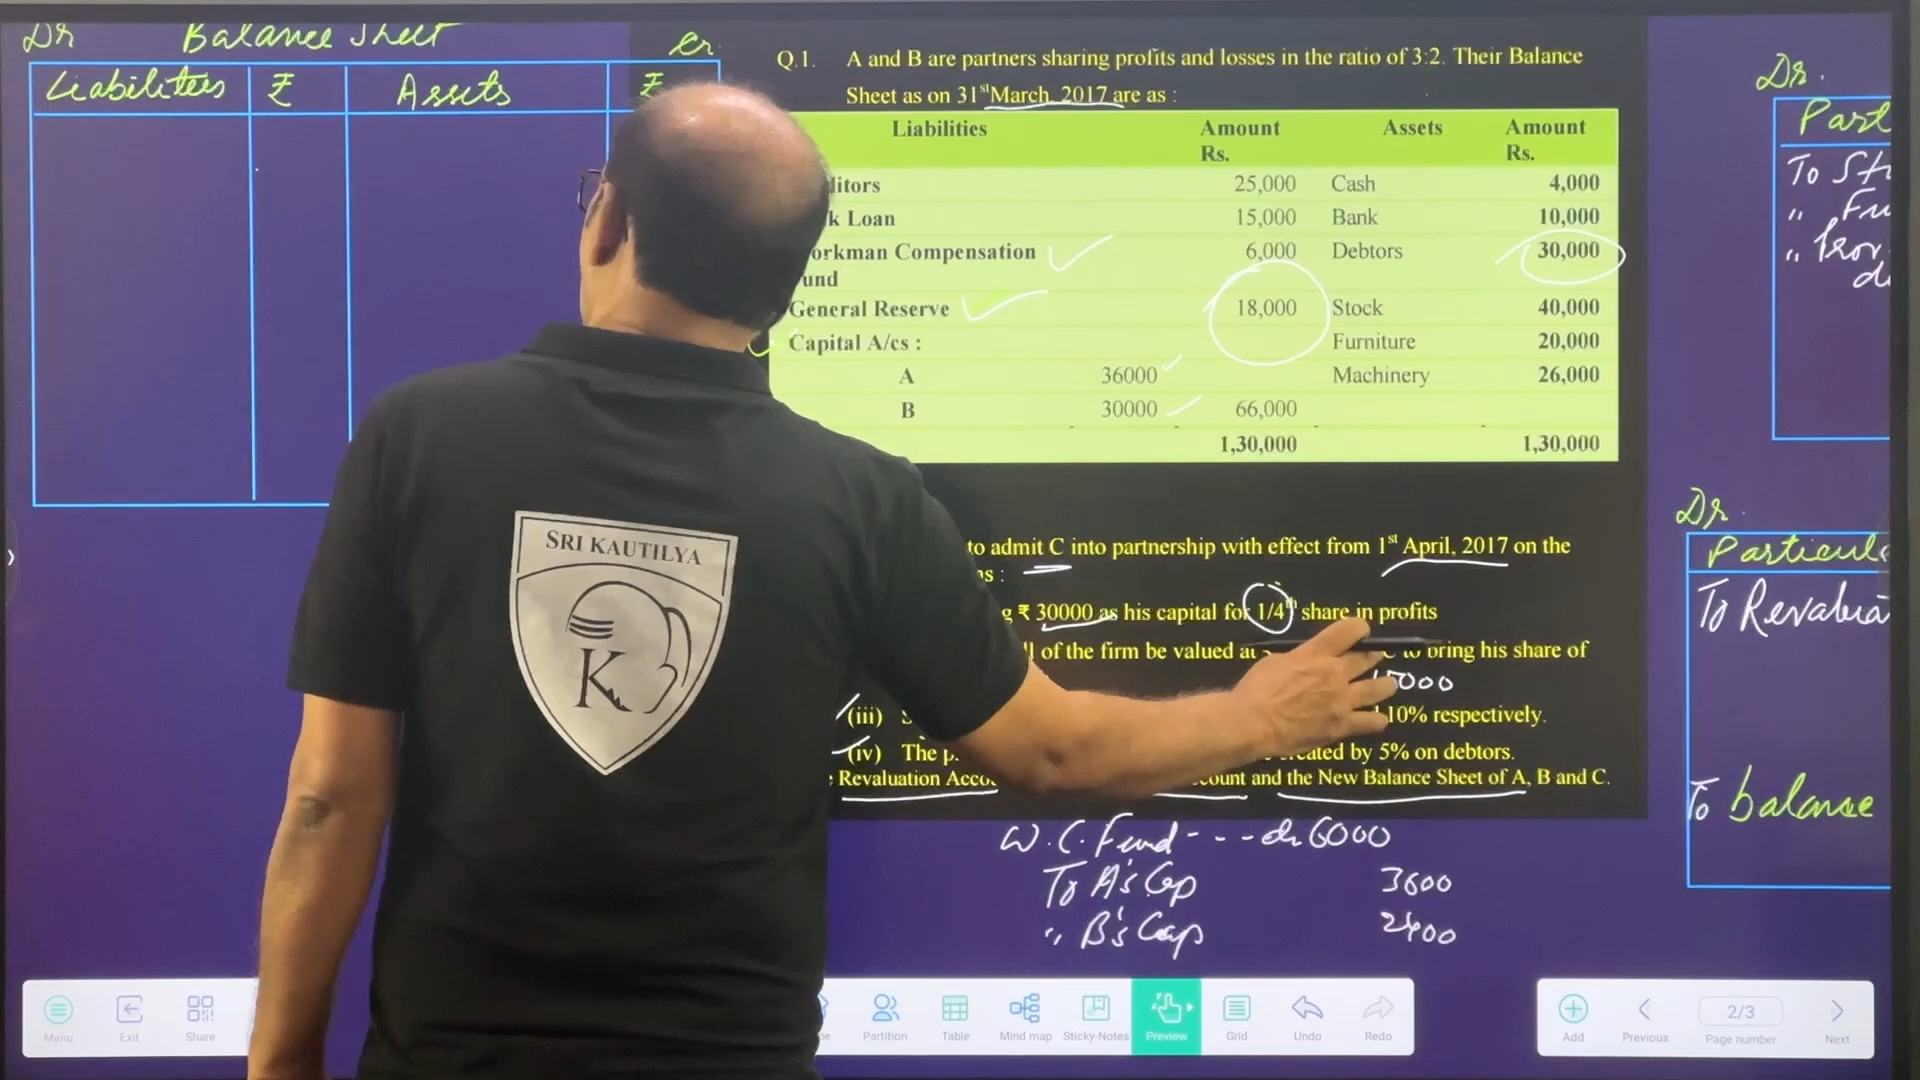 Dr Balance Sheet Cr.
Liabilities ₹ Assets ₹
Q.1. A and B are partners sharing profits and losses in the ratio of 3:2. Their Balance
Sheet as on 31st March, 2017 are as :
Liabilities Amount Rs. Assets Amount Rs.
itors 25,000 Cash 4,000
k Loan 15,000 Bank 10,000
orkman Compensation 6,000 Debtors 30,000
und
General Reserve 18,000 Stock 40,000
Capital A/cs : Furniture 20,000
A 36000 Machinery 26,000
B 30000 66,000
1,30,000 1,30,000
to admit C into partnership with effect from 1st April, 2017 on the
ns :
g ₹ 30000 as his capital for 1/4th share in profits
ll of the firm be valued at to bring his share of
(iii) 10% respectively.
(iv) The p. eated by 5% on debtors.
: Revaluation Acco count and the New Balance Sheet of A, B and C.
W.C. Fund - - - dr 6000
To A's Cap 3600
" B's Cap 2400
Dr.
Part
To St
" Fu
" Prov
d
Dr.
Particul
To Revalua
To balance
SRI KAUTILYA
K
Menu
Exit
Share
Partition
Table
Mind map
Sticky-Notes
Preview
Grid
Undo
Redo
Add
Previous
2/3
Page number
Next